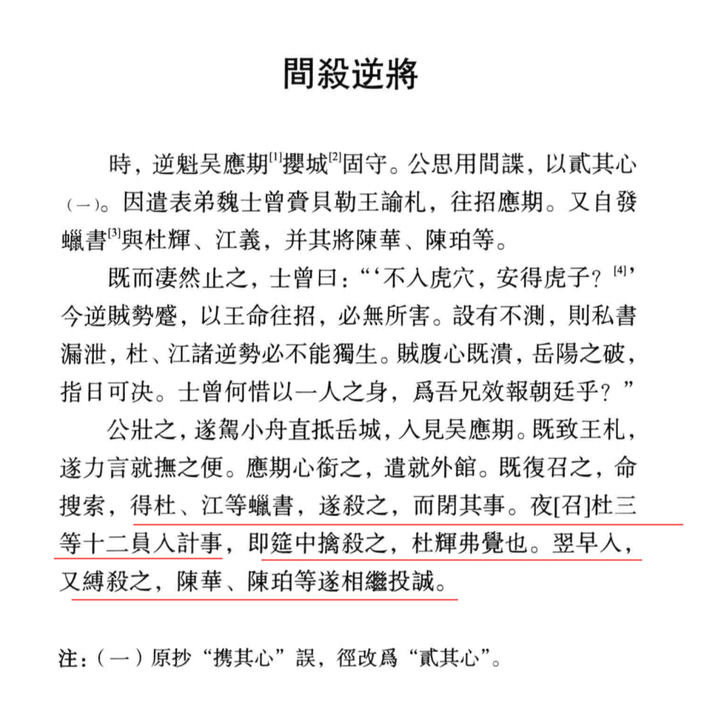 間殺逆將
時，逆魁吴應期[1]攖城[2]固守。公思用間諜，以貳其心
（一）。因遣表弟魏士曾賫貝勒王諭札，往招應期。又自發
蠟書[3]與杜輝、江義，并其將陳華、陳珀等。
既而凄然止之，士曾曰：“‘不入虎穴，安得虎子？[4]’
今逆賊勢蹙，以王命往招，必無所害。設有不測，則私書
漏泄，杜、江諸逆勢必不能獨生。賊腹心既潰，岳陽之破，
指日可决。士曾何惜以一人之身，爲吾兄效報朝廷乎？”
公壯之，遂駕小舟直抵岳城，入見吴應期。既致王札，
遂力言就撫之便。應期心銜之，遣就外館。既復召之，命
搜索，得杜、江等蠟書，遂殺之，而閉其事。夜[召]杜三
等十二員入計事，即筵中擒殺之，杜輝弗覺也。翌早入，
又縛殺之，陳華、陳珀等遂相繼投誠。
注：（一）原抄“携其心”誤，徑改爲“貳其心”。